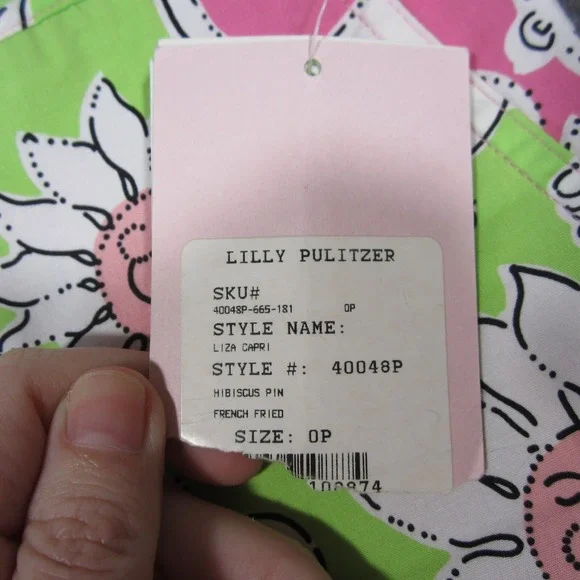 LILLY PULITZER
SKU#
40048P-665-181 0P
STYLE NAME:
LIZA CAPRI
STYLE #: 40048P
HIBISCUS PIN
FRENCH FRIED
SIZE: 0P